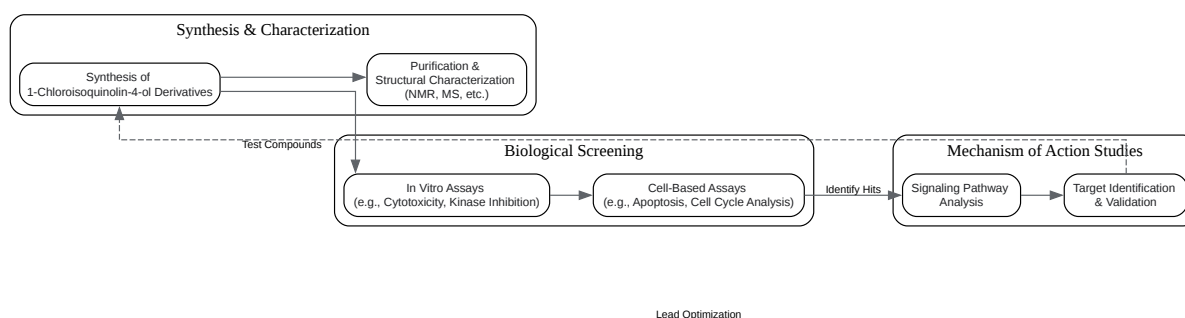 Synthesis & Characterization
Synthesis of
1-Chloroisoquinolin-4-ol Derivatives
Purification &
Structural Characterization
(NMR, MS, etc.)
Test Compounds
Biological Screening
In Vitro Assays
(e.g., Cytotoxicity, Kinase Inhibition)
Cell-Based Assays
(e.g., Apoptosis, Cell Cycle Analysis)
Identify Hits
Mechanism of Action Studies
Signaling Pathway
Analysis
Target Identification
& Validation
Lead Optimization